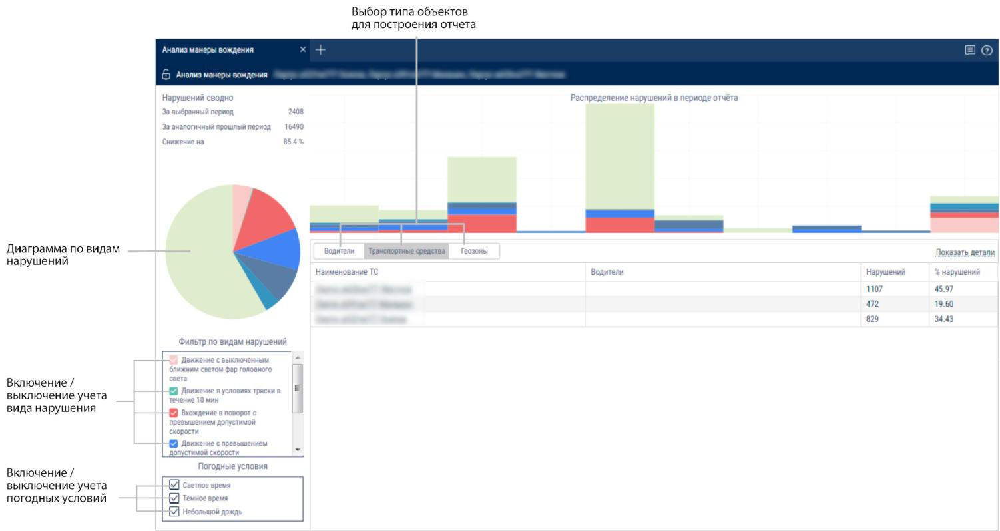 Выбор типа объектов
для построения отчета
Анализ манеры вождения
Анализ манеры вождения
Нарушений сводно
За выбранный период 2408
За аналогичный прошлый период 16490
Снижение на 85.4 %
Распределение нарушений в периоде отчёта
Диаграмма по видам
нарушений
Водители Транспортные средства Геозоны
Показать детали
Наименование ТС Водители Нарушений % нарушений
1107 45.97
472 19.60
829 34.43
Фильтр по видам нарушений
Движение с выключенным
ближним светом фар головного
света
Движение в условиях тряски в
течение 10 мин
Вхождение в поворот с
превышением допустимой
скорости
Движение с превышением
допустимой скорости
Включение /
выключение учета
вида нарушения
Погодные условия
Светлое время
Темное время
Небольшой дождь
Включение /
выключение учета
погодных условий